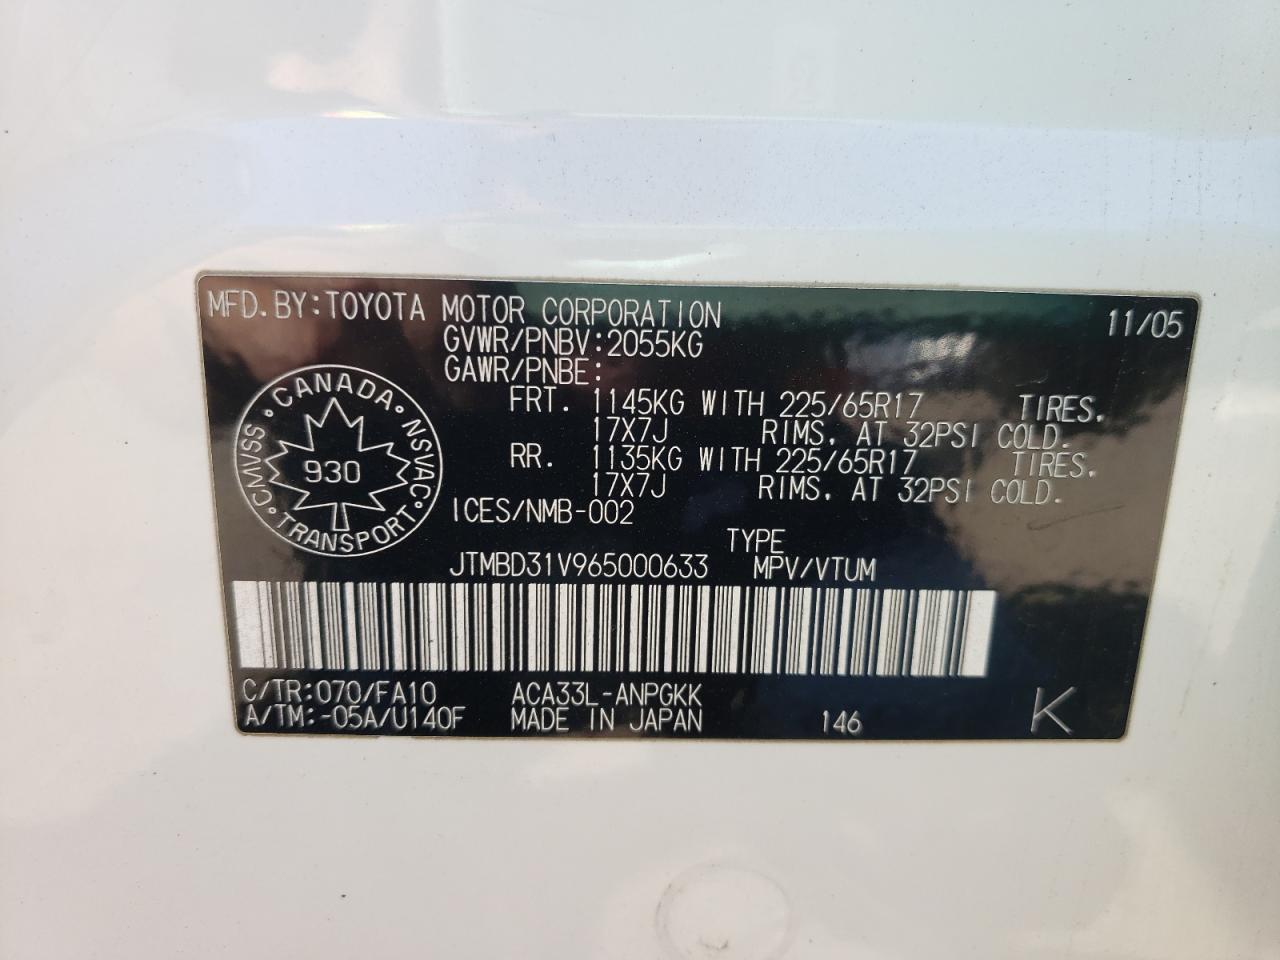 MFD. BY: TOYOTA MOTOR CORPORATION 11/05
GVWR/PNBV: 2055KG
GAWR/PNBE:
FRT. 1145KG WITH 225/65R17 TIRES.
17X7J RIMS. AT 32PSI COLD.
RR. 1135KG WITH 225/65R17 TIRES.
17X7J RIMS. AT 32PSI COLD.
CANADA · NSVAC · TRANSPORT · CMVSS ·
930
ICES/NMB-002
TYPE
JTMBD31V965000633 MPV/VTUM
C/TR: 070/FA10 ACA33L-ANPGKK
A/TM: -05A/U140F MADE IN JAPAN 146 K